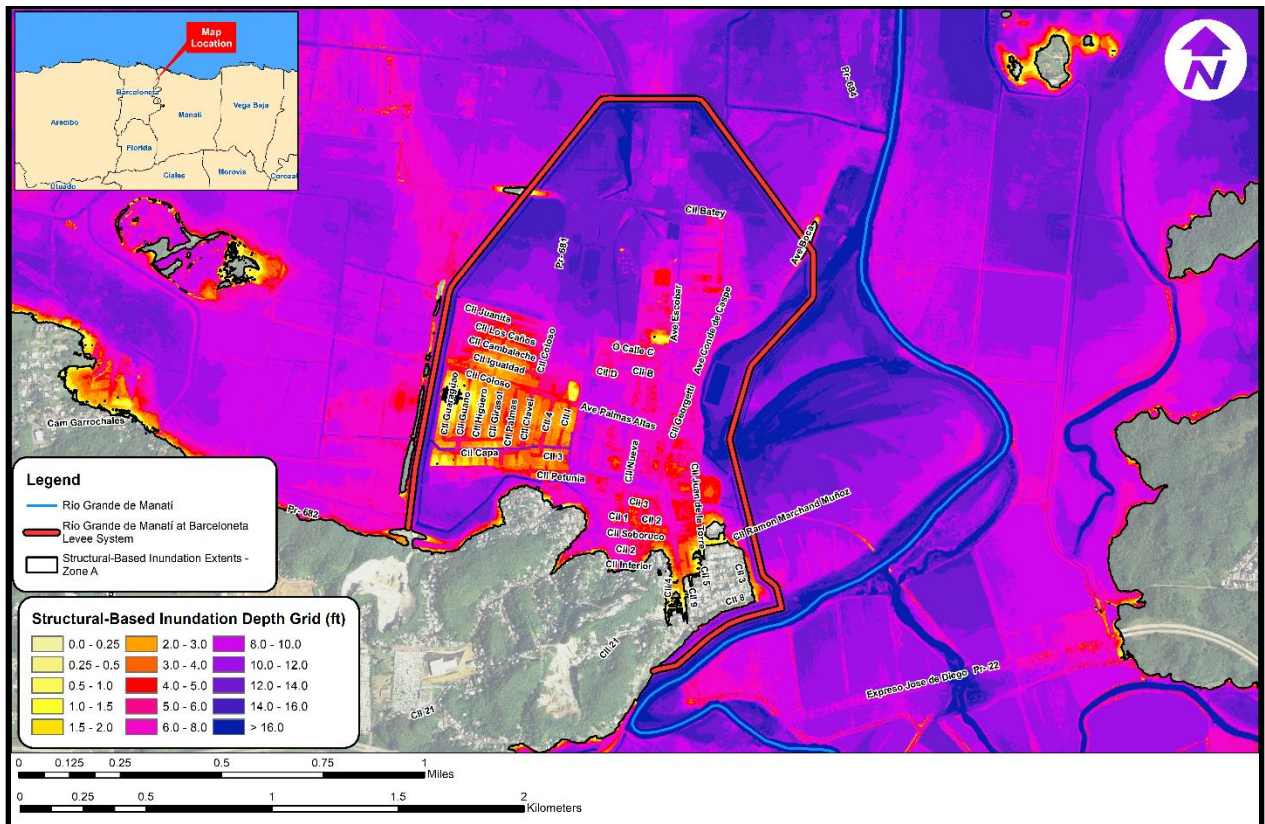 Map
Location
Barceloneta
Arecibo
Manatí
Vega Baja
Florida
Ciales
Morovis
Corozal
Utuado
N
a
Pr- 684
Cll Batey
Ave Boca
Pr- 681
Ave Escobar
Ave Conde de Caspe
Cll Juanita
Cll Los Caños
Cll Cambalache
Cll Igualdad
Cll Coloso
Cll Coloso
O Calle C
Cll D
Cll B
Cll Guaraguao
Cll Guano
Cll Higuero
Cll Girasol
Cll Palmas
Cll Clavel
Cll 4
Cll I
Ave Palmas Altas
Cll Georgetti
Cam Garrochales
Cll Capa
Cll 3
Cll Petunia
Cll Nueva
Cll Juan de la Torre
Cll 3
Cll 1
Cll 2
Cll Seboruco
Cll 2
Cll Interior
Cll Ramon Marchand Muñoz
Pr- 682
Cll 4
Cll 9
Cll 5
Cll 3
Cll 6
Cll 21
Cll 21
Expreso Jose de Diego Pr- 22
Legend
Río Grande de Manatí
Río Grande de Manatí at Barceloneta
Levee System
Structural-Based Inundation Extents -
Zone A
Structural-Based Inundation Depth Grid (ft)
0.0 - 0.25 2.0 - 3.0 8.0 - 10.0
0.25 - 0.5 3.0 - 4.0 10.0 - 12.0
0.5 - 1.0 4.0 - 5.0 12.0 - 14.0
1.0 - 1.5 5.0 - 6.0 14.0 - 16.0
1.5 - 2.0 6.0 - 8.0 > 16.0
0 0.125 0.25 0.5 0.75 1
Miles
0 0.25 0.5 1 1.5 2
Kilometers